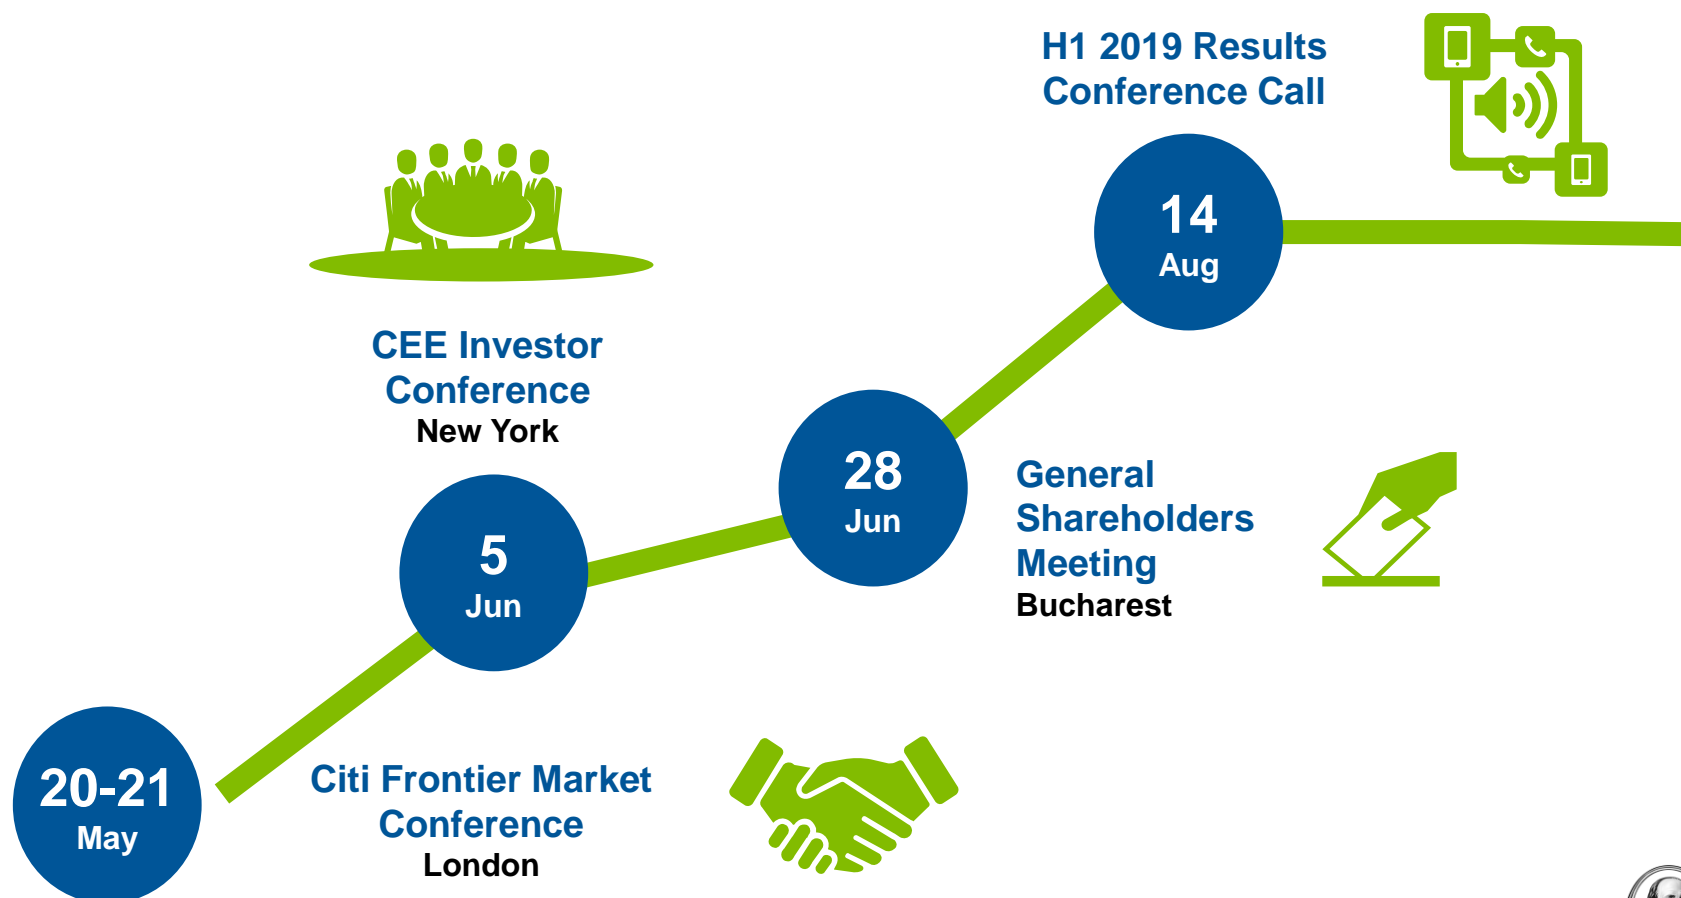 H1 2019 Results
Conference Call
14
Aug
CEE Investor
Conference
New York
28
Jun
General
Shareholders
Meeting
Bucharest
5
Jun
20-21
May
Citi Frontier Market
Conference
London